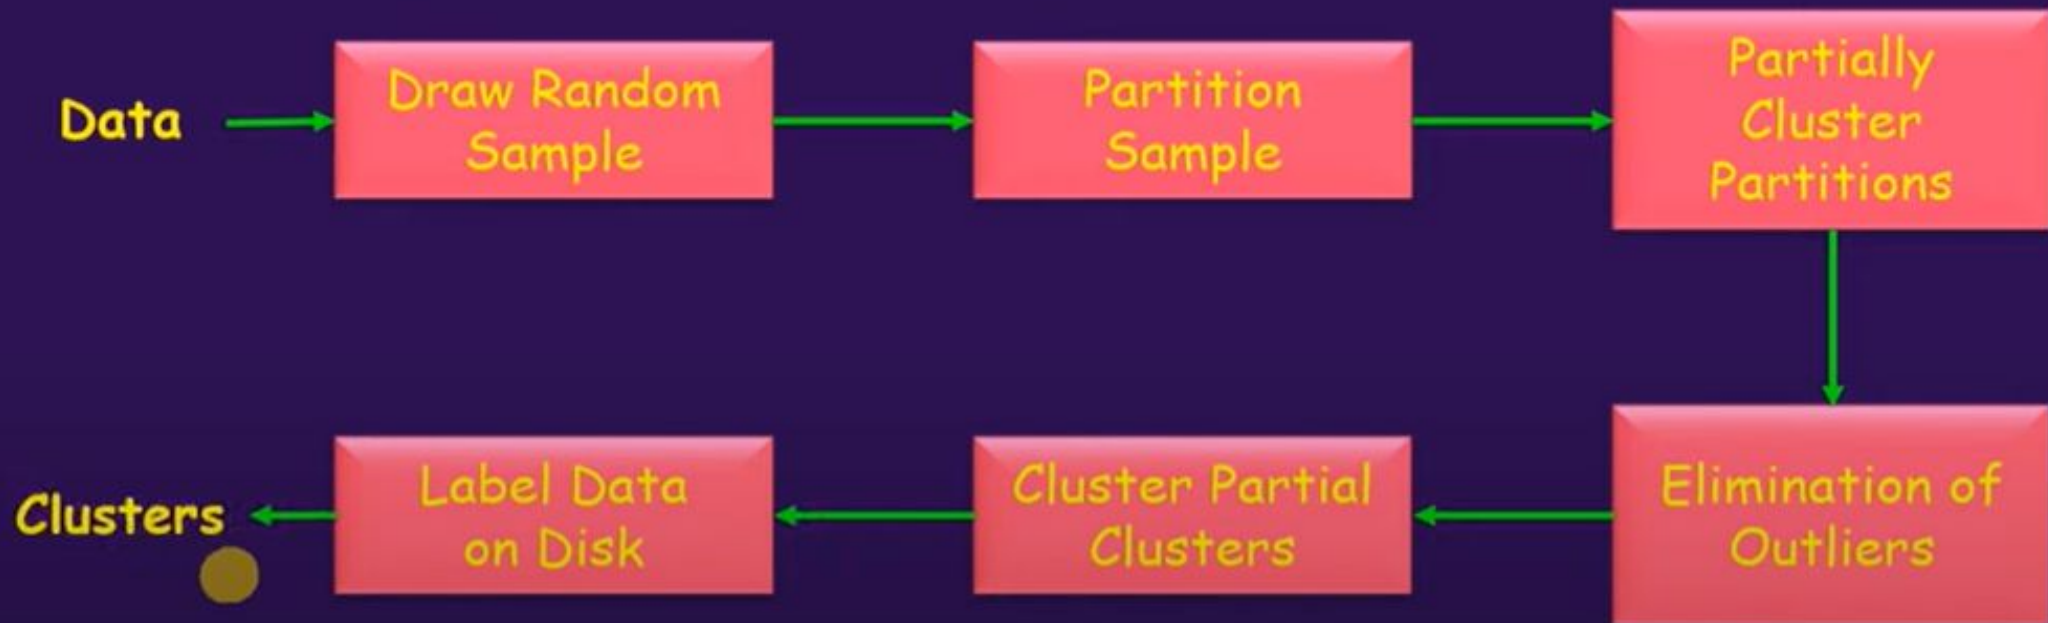 Data
Draw Random
Sample
Partition
Sample
Partially
Cluster
Partitions
Elimination of
Outliers
Cluster Partial
Clusters
Label Data
on Disk
Clusters